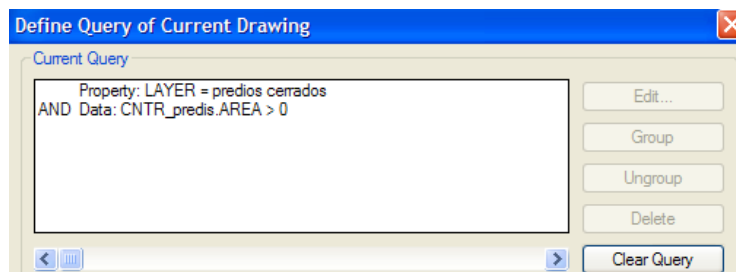 Define Query of Current Drawing
Current Query
Property: LAYER = predios cerrados
AND Data: CNTR_predis.AREA > 0
Edit...
Group
Ungroup
Delete
Clear Query